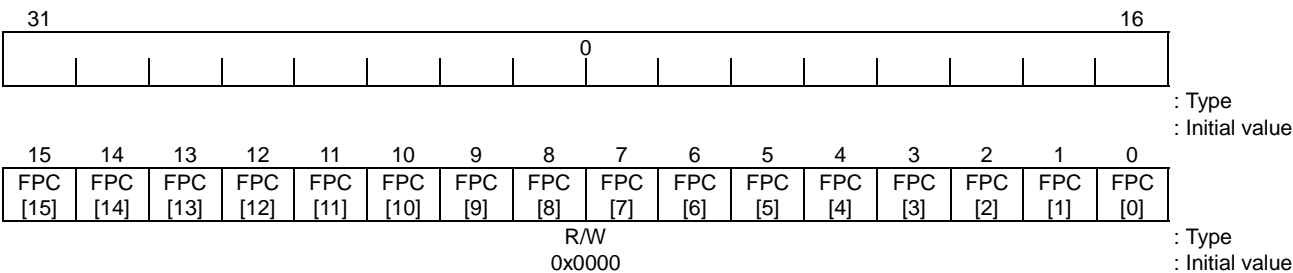 31 16
0
: Type
: Initial value
15 14 13 12 11 10 9 8 7 6 5 4 3 2 1 0
FPC FPC FPC FPC FPC FPC FPC FPC FPC FPC FPC FPC FPC FPC FPC FPC
[15] [14] [13] [12] [11] [10] [9] [8] [7] [6] [5] [4] [3] [2] [1] [0]
R/W : Type
0x0000 : Initial value